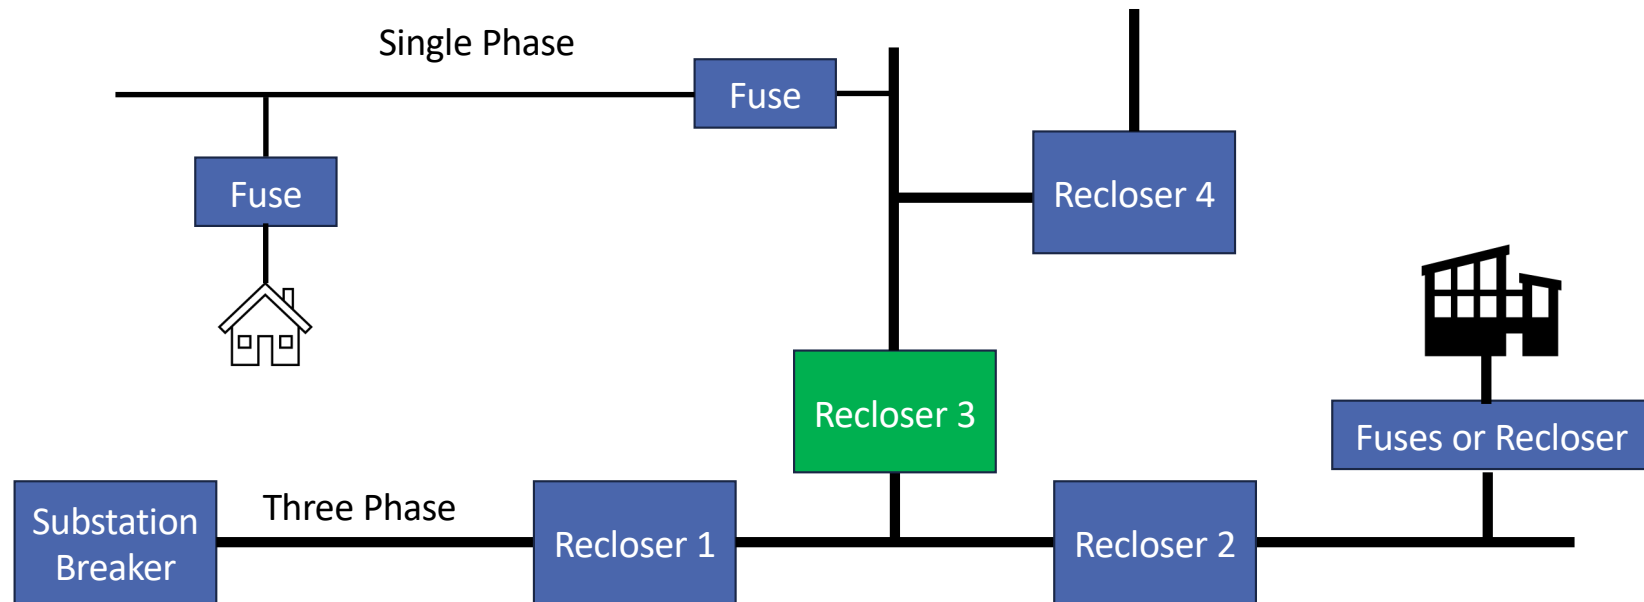 Single Phase
Fuse
Fuse
Recloser 4
Recloser 3
Fuses or Recloser
Three Phase
Substation
Breaker
Recloser 1
Recloser 2